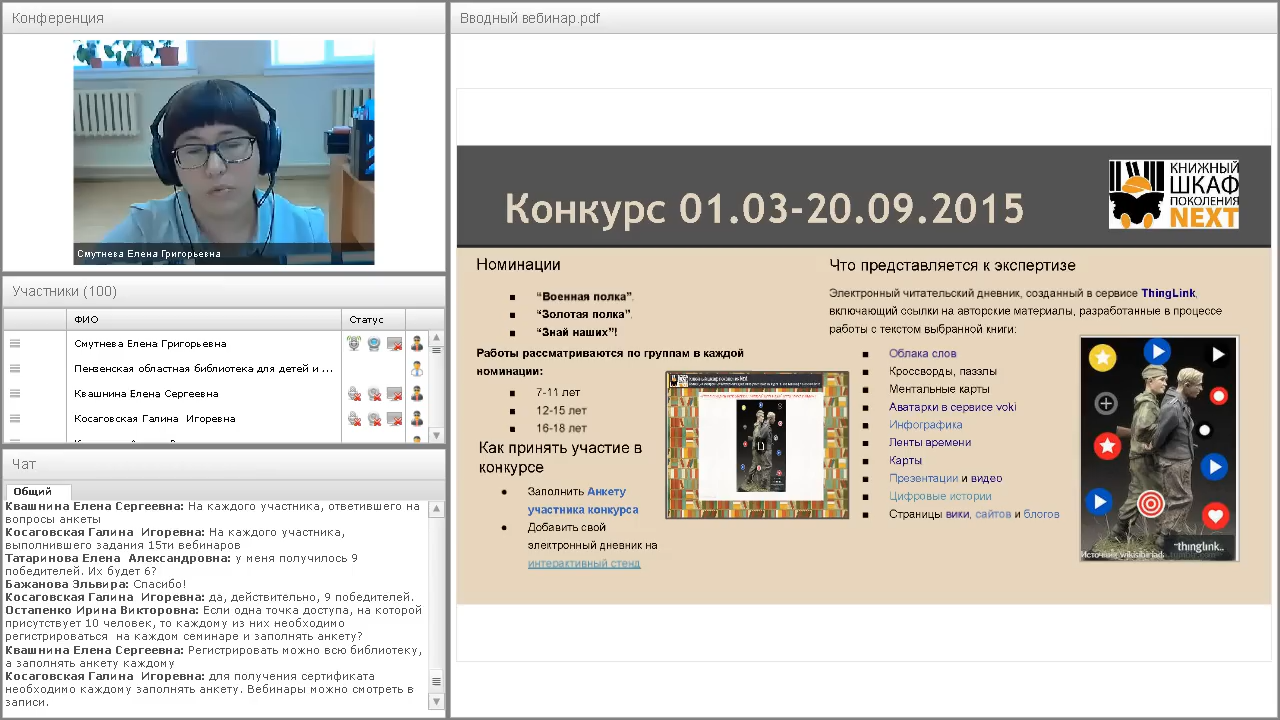 Конференция
Смутнева Елена Григорьевна
Участники (100)
ФИО
Статус
Смутнева Елена Григорьевна
областная библиотека для детей и ...
Елена Сергеевна
Косаговская Галина Игоревна
Чат
Общий
Квашнина Елена Сергеевна: На каждого участника, ответившего на
вопросы анкеты
Косаговская Галина Игоревна: На каждого участника,
выполнившего задания 15ти вебинаров
Татаринова Елена Александровна: у меня получилось 9
победителей. Их будет 6?
Бажанова Эльвира: Спасибо!
Косаговская Галина Игоревна: да, действительно, 9 победителей.
Остапенко Ирина Викторовна: Если одна точка доступа, на которой
присутствует 10 человек, то каждому из них необходимо
регистрироваться на каждом семинаре и заполнять анкету?
Квашнина Елена Сергеевна: Регистрировать можно всю библиотеку,
а заполнять анкету каждому
Косаговская Галина Игоревна: для получения сертификата
необходимо каждому заполнять анкету. Вебинары можно смотреть в
записи.
Вводный вебинар.pdf
Конкурс 01.03-20.09.2015
КНИЖНЫЙ
ШКАФ
ПОКОЛЕНИЯ
NEXT
Номинации
“Военная полка”,
“Золотая полка”,
“Знай наших”!
Работы рассматриваются по группам в каждой
номинации:
7-11 лет
12-15 лет
16-18 лет
Как принять участие в
конкурсе
Заполнить Анкету
участника конкурса
Добавить свой
электронный дневник на
интерактивный стенд
Что представляется к экспертизе
Электронный читательский дневник, созданный в сервисе ThingLink,
включающий ссылки на авторские материалы, разработанные в процессе
работы с текстом выбранной книги:
Облака слов
Кроссворды, паззлы
Ментальные карты
Аватарки в сервисе voki
Инфографика
Ленты времени
Карты
Презентации и видео
Цифровые истории
Страницы вики, сайтов и блогов
thinglink..